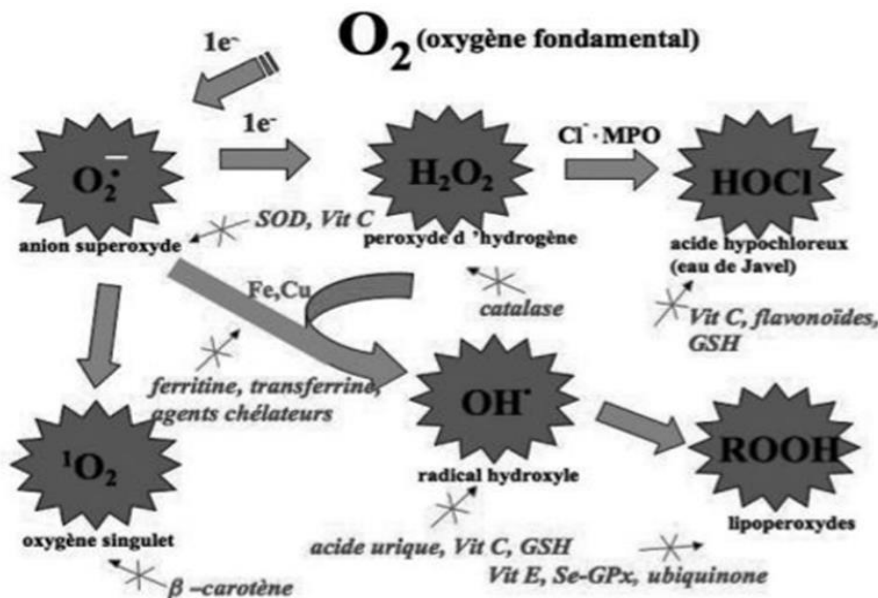 O₂ (oxygène fondamental)
1e⁻
1e⁻
Cl⁻·MPO
O₂•⁻
H₂O₂
HOCl
SOD, Vit C
anion superoxyde
peroxyde d 'hydrogène
acide hypochloreux
(eau de Javel)
Fe,Cu
catalase
Vit C, flavonoïdes,
GSH
ferritine, transferrine,
agents chélateurs
OH•
¹O₂
ROOH
radical hydroxyle
lipoperoxydes
oxygène singulet
acide urique, Vit C, GSH
Vit E, Se-GPx, ubiquinone
β –carotène